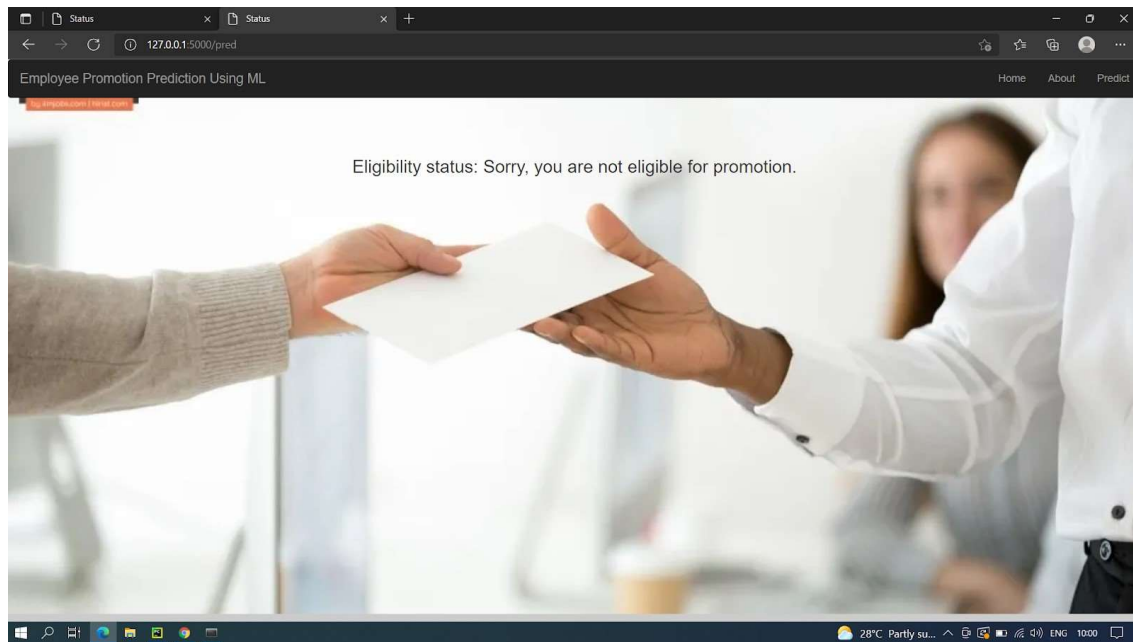 Status
Status
127.0.0.1:5000/pred
Employee Promotion Prediction Using ML
Home About Predict
Eligibility status: Sorry, you are not eligible for promotion.
28°C Partly su... ENG 10:00